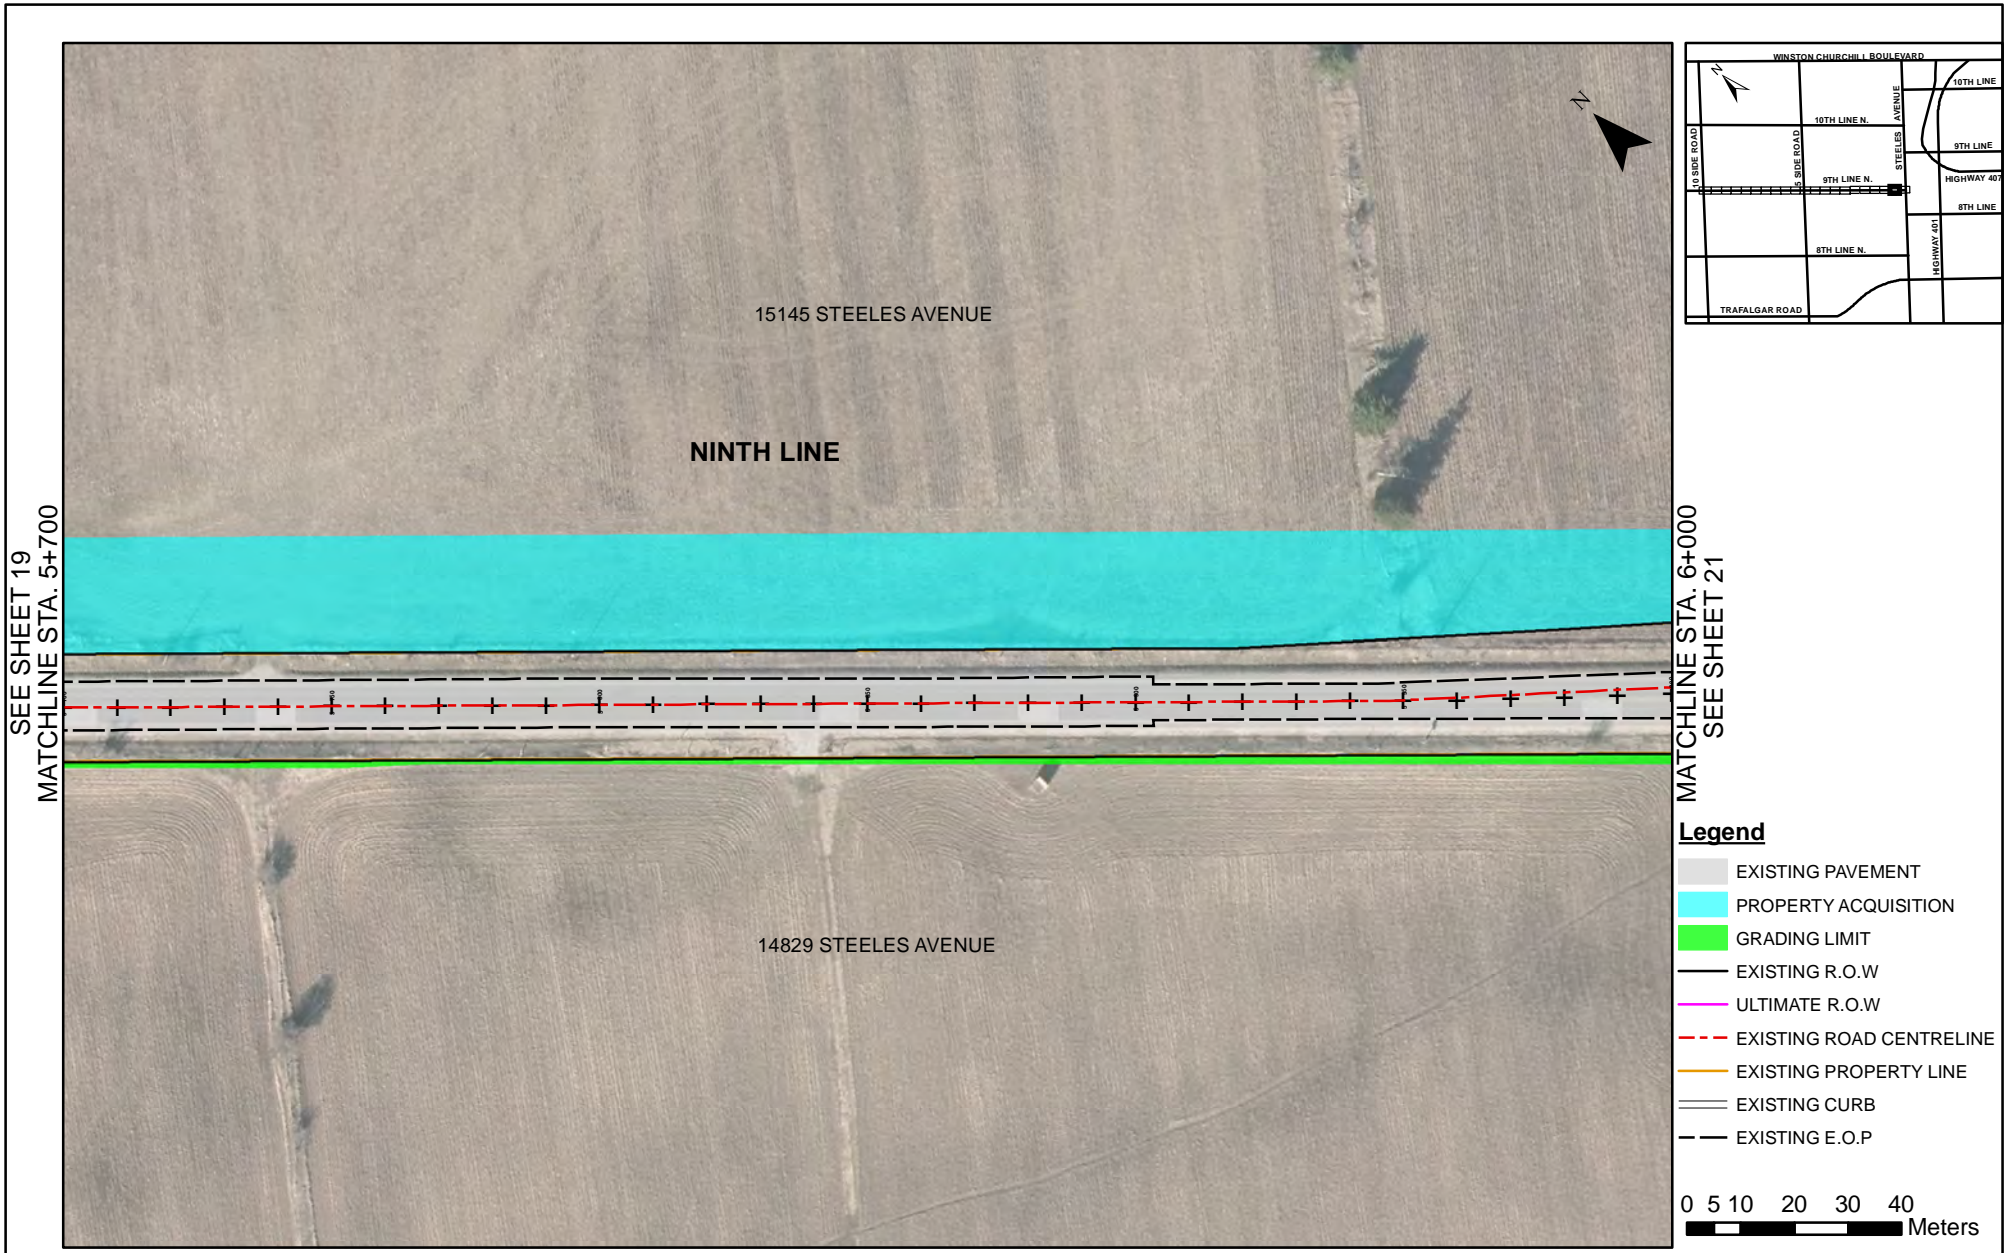 SEE SHEET 19
MATCHLINE STA. 5+700
N
15145 STEELES AVENUE
NINTH LINE
14829 STEELES AVENUE
MATCHLINE STA. 6+000
SEE SHEET 21
WINSTON CHURCHILL BOULEVARD
N
10TH LINE
10TH LINE N.
STEELES AVENUE
10 SIDE ROAD
5 SIDE ROAD
9TH LINE
9TH LINE N.
HIGHWAY 407
8TH LINE
8TH LINE N.
HIGHWAY 401
TRAFALGAR ROAD
Legend
EXISTING PAVEMENT
PROPERTY ACQUISITION
GRADING LIMIT
EXISTING R.O.W
ULTIMATE R.O.W
EXISTING ROAD CENTRELINE
EXISTING PROPERTY LINE
EXISTING CURB
EXISTING E.O.P
0 5 10 20 30 40
Meters